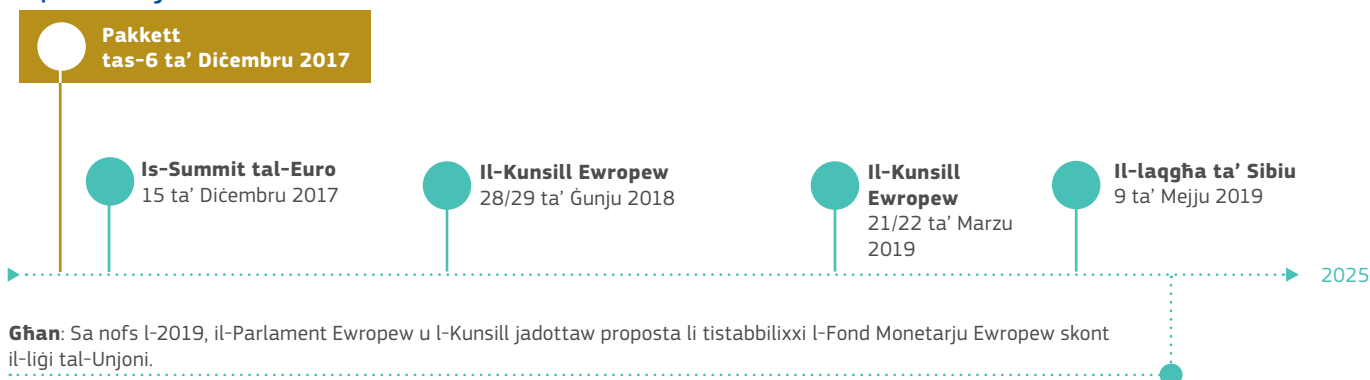 Pakkett
tas-6 ta' Diċembru 2017
Is-Summit tal-Euro
15 ta' Diċembru 2017
Il-Kunsill Ewropew
28/29 ta' Ġunju 2018
Il-Kunsill
Ewropew
21/22 ta' Marzu
2019
Il-laqgħa ta' Sibiu
9 ta' Mejju 2019
2025
Għan: Sa nofs l-2019, il-Parlament Ewropew u l-Kunsill jadottaw proposta li tistabbilixxi l-Fond Monetarju Ewropew skont
il-liġi tal-Unjoni.